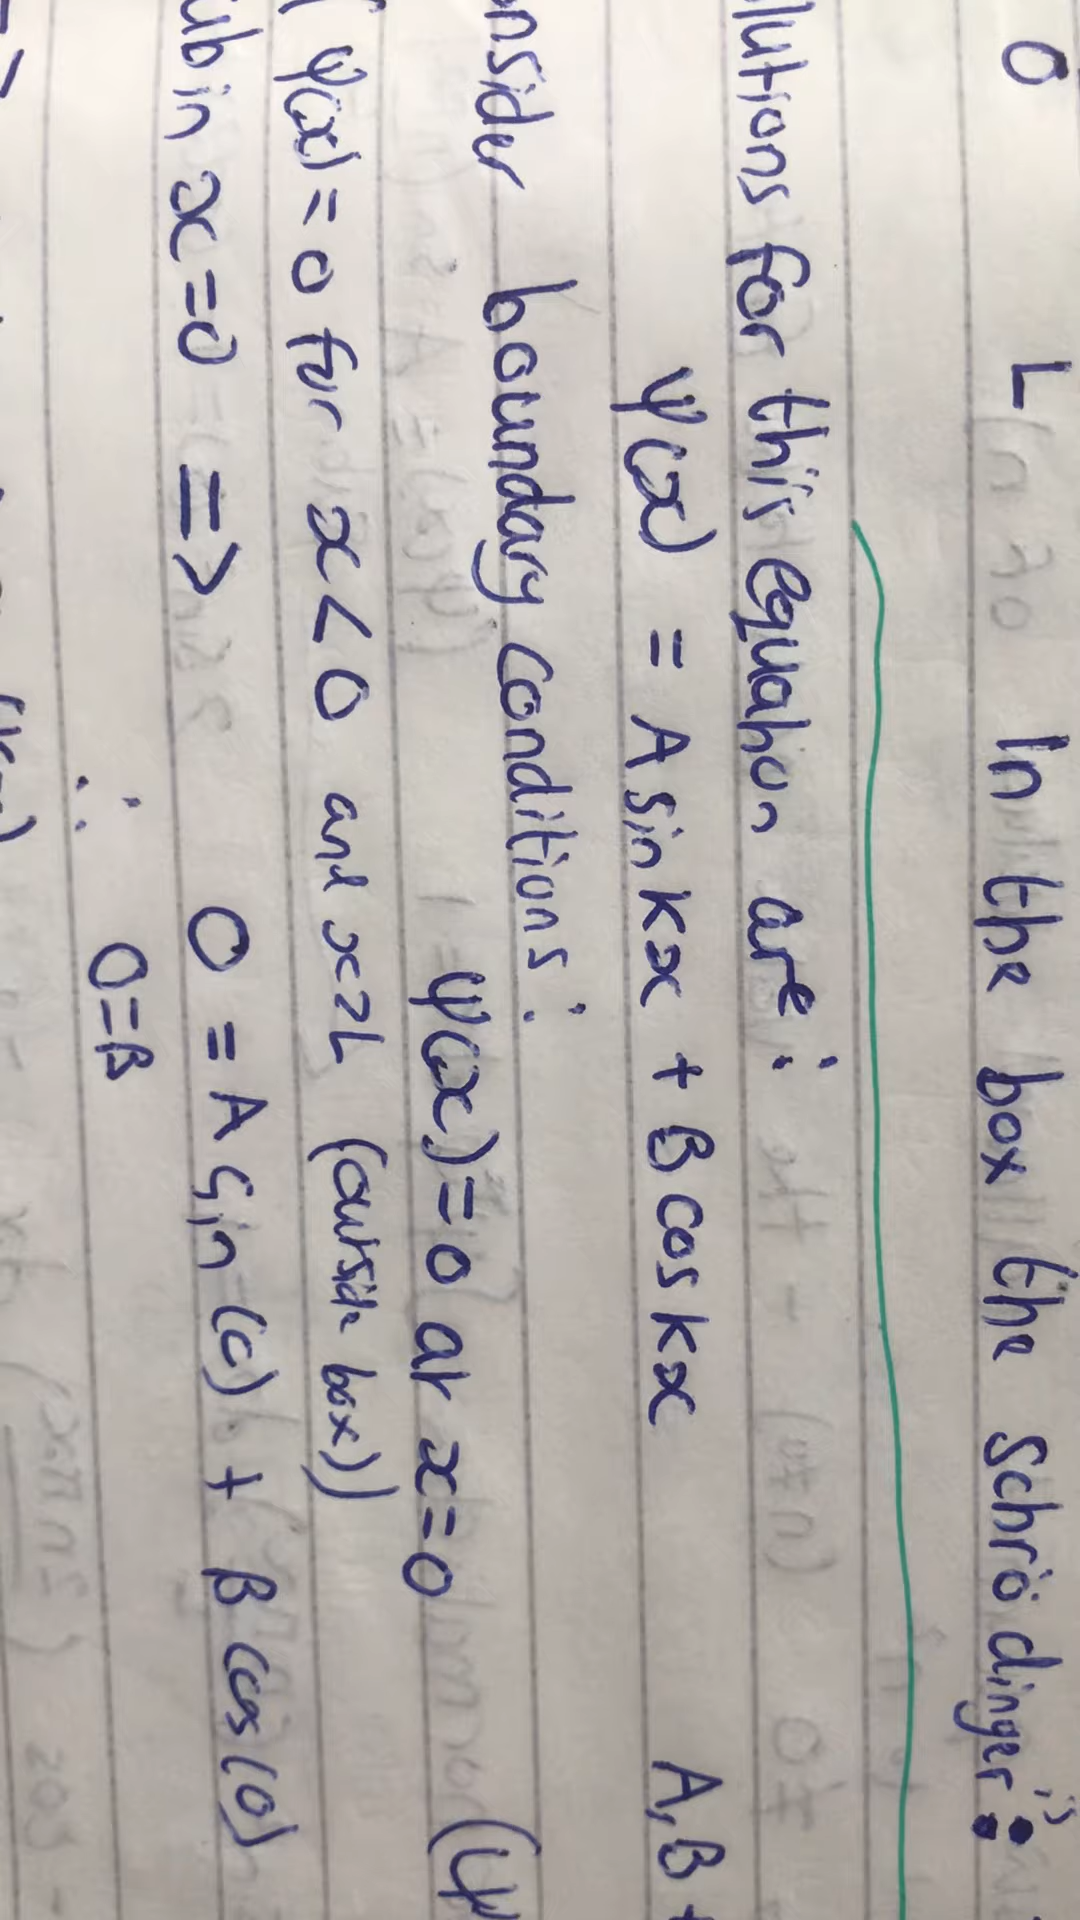 O L In the box the schrödinger is
lutions for this equation are:
ψ(x) = A sin kx + B cos kx A, B
nsider boundary conditions: ψ(x)=0 at x=0 (ψ
( ψ(x)=0 for x<0 and x>L (outside box))
ub in x=0 => 0 = A sin (0) + B cos (0)
∴ 0=B